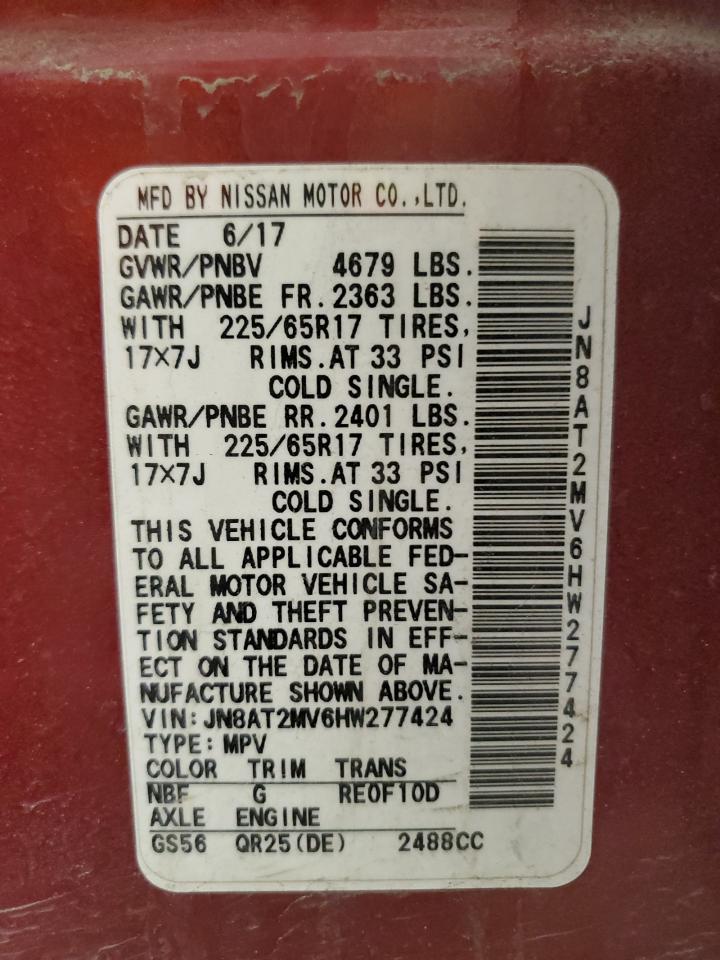 MFD BY NISSAN MOTOR CO.,LTD.
DATE 6/17
GVWR/PNBV 4679 LBS.
GAWR/PNBE FR.2363 LBS.
WITH 225/65R17 TIRES,
17×7J RIMS.AT 33 PSI
COLD SINGLE.
GAWR/PNBE RR.2401 LBS.
WITH 225/65R17 TIRES,
17×7J RIMS.AT 33 PSI
COLD SINGLE.
THIS VEHICLE CONFORMS
TO ALL APPLICABLE FED-
ERAL MOTOR VEHICLE SA-
FETY AND THEFT PREVEN-
TION STANDARDS IN EFF-
ECT ON THE DATE OF MA-
NUFACTURE SHOWN ABOVE.
VIN:JN8AT2MV6HW277424
TYPE:MPV
COLOR TRIM TRANS
NBF G RE0F10D
AXLE ENGINE
GS56 QR25(DE) 2488CC
JN8AT2MV6HW277424